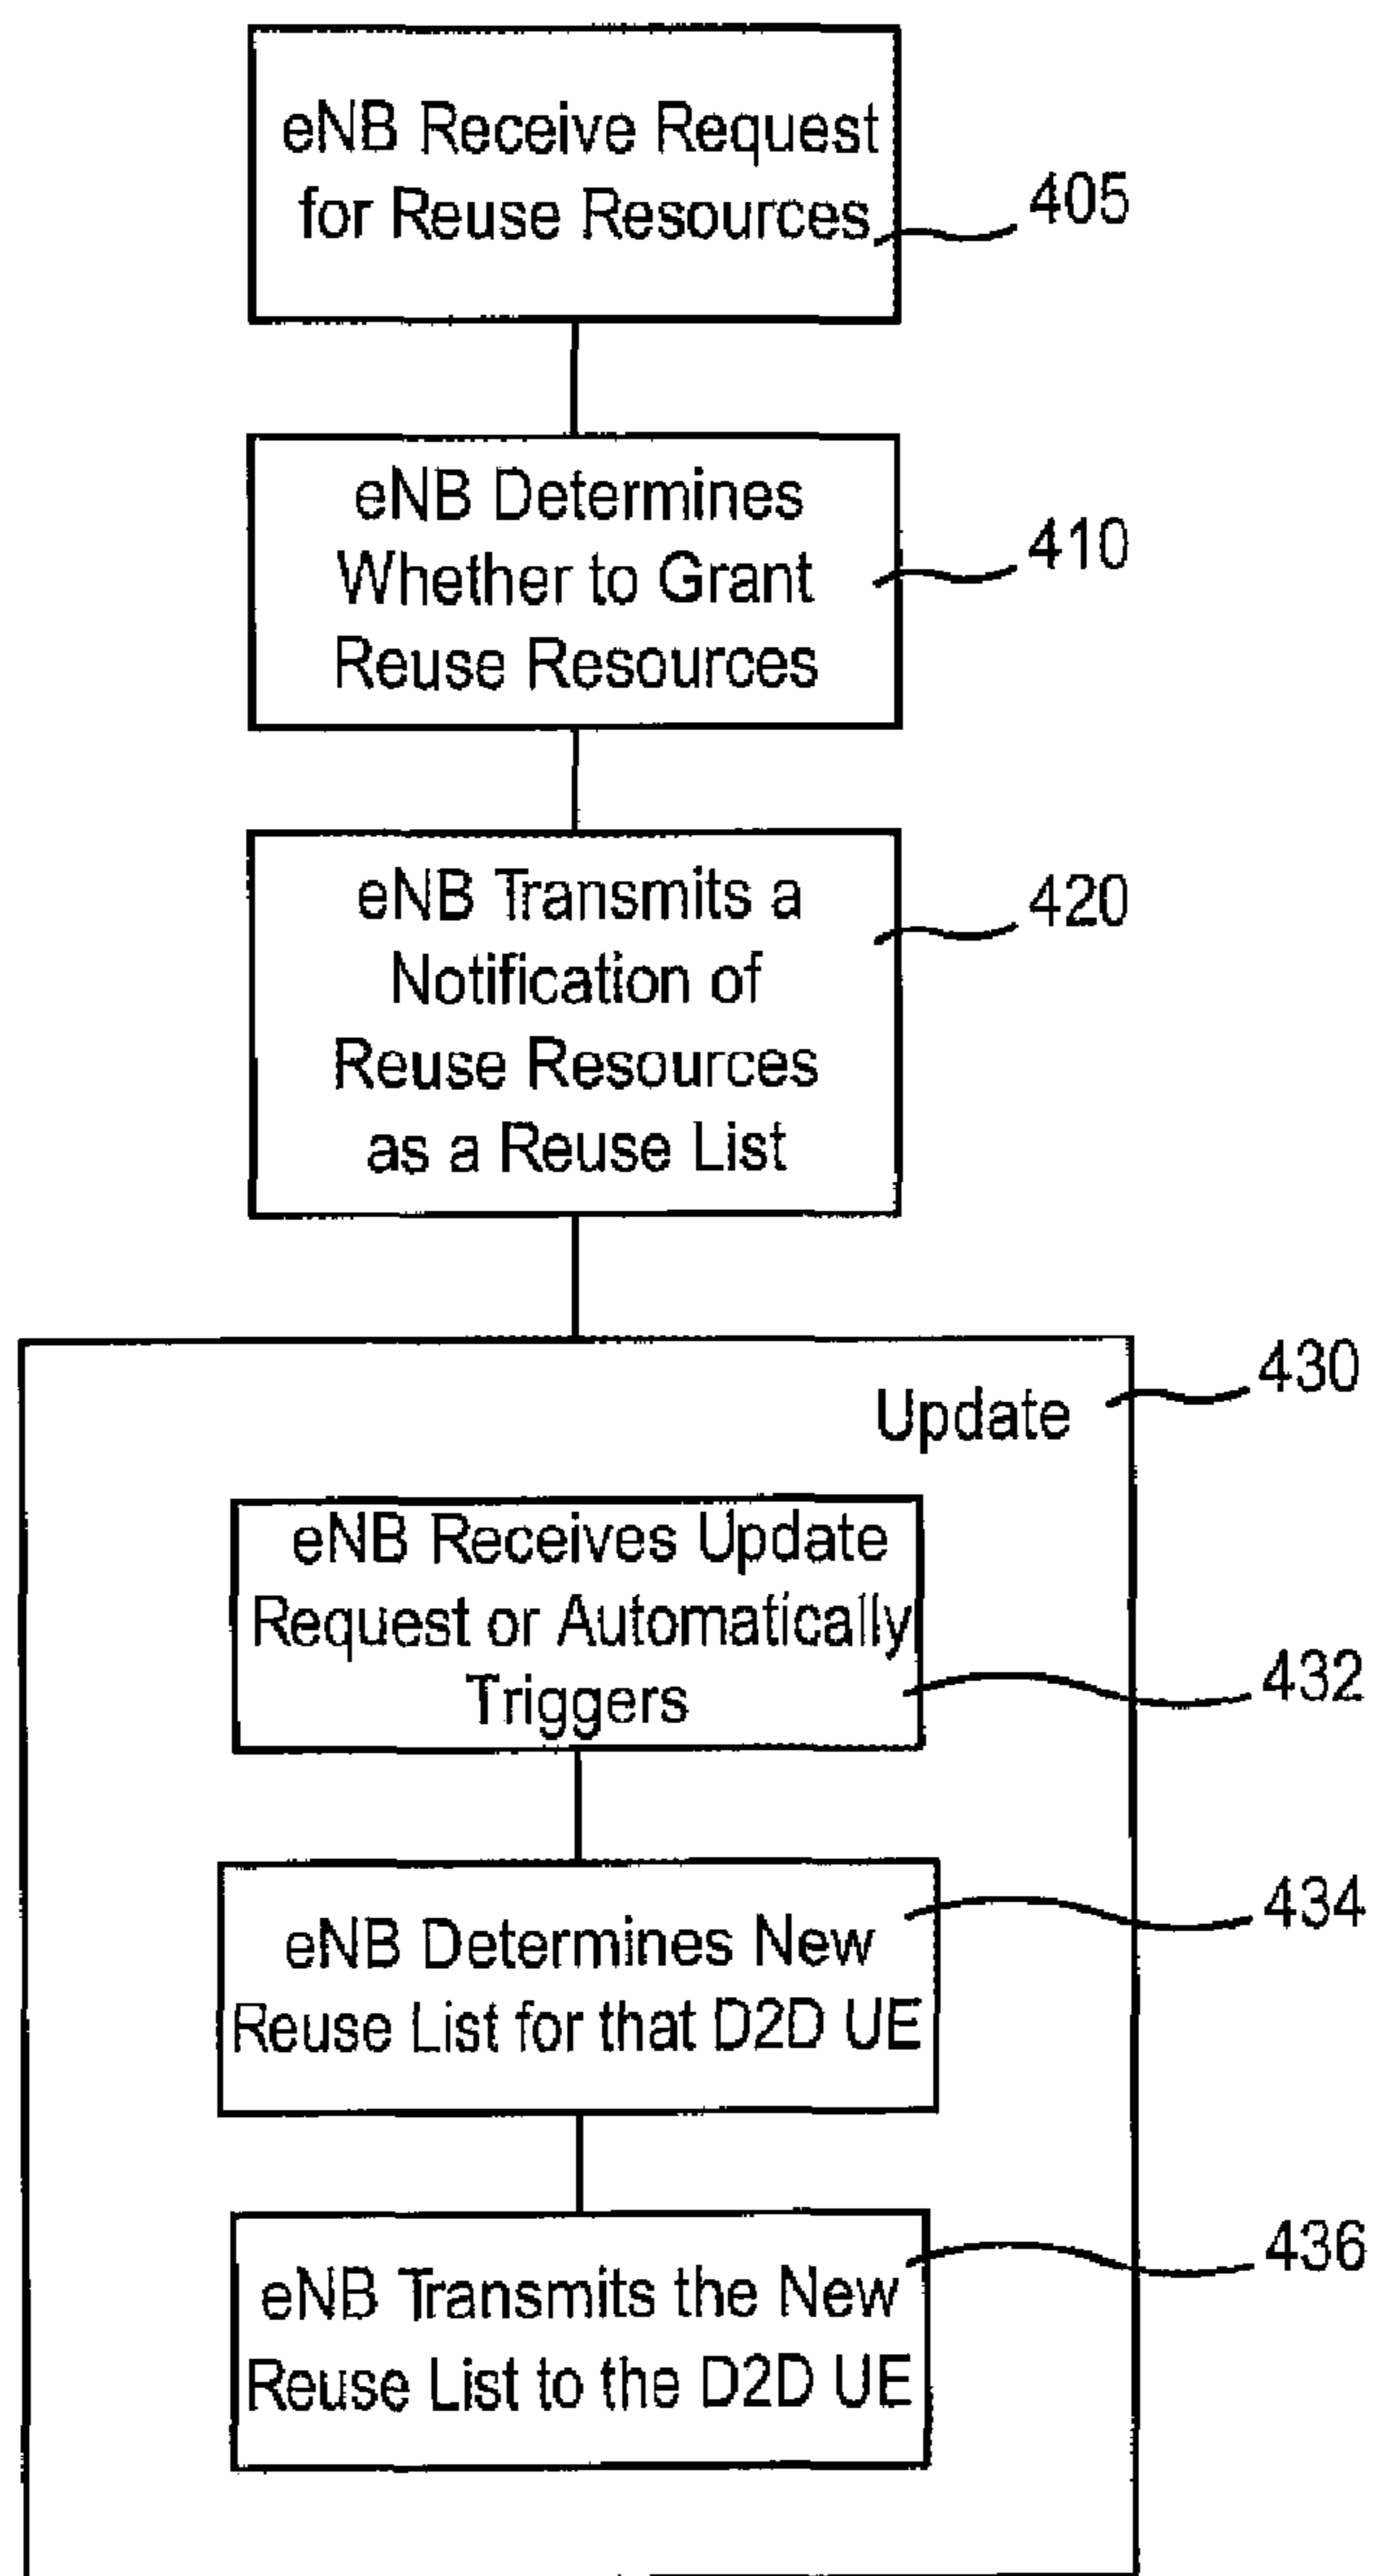 eNB Receive Request
for Reuse Resources
405
eNB Determines
Whether to Grant
Reuse Resources
410
eNB Transmits a
Notification of
Reuse Resources
as a Reuse List
420
Update
430
eNB Receives Update
Request or Automatically
Triggers
432
eNB Determines New
Reuse List for that D2D UE
434
eNB Transmits the New
Reuse List to the D2D UE
436